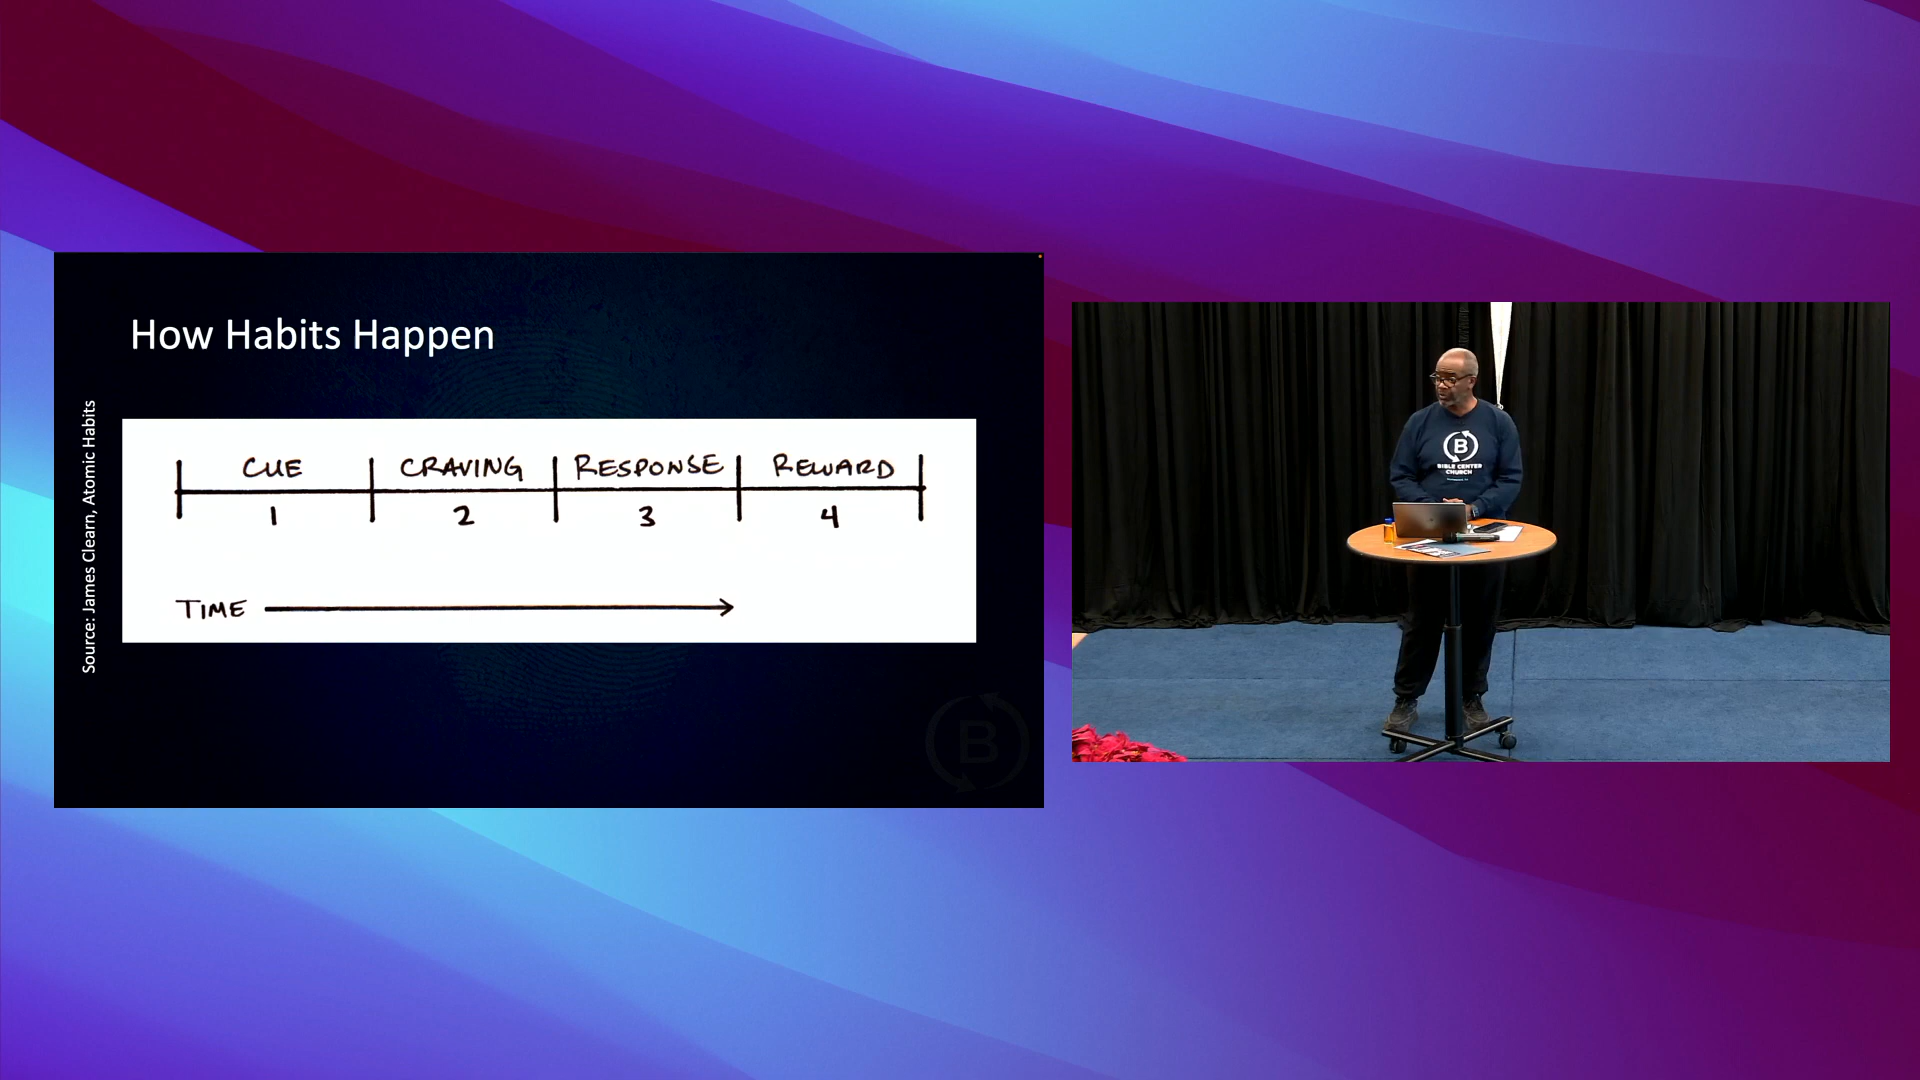 How Habits Happen
Source: James Clearn, Atomic Habits
CUE CRAVING RESPONSE REWARD
1 2 3 4
TIME
B
B
BIBLE CENTER
CHURCH